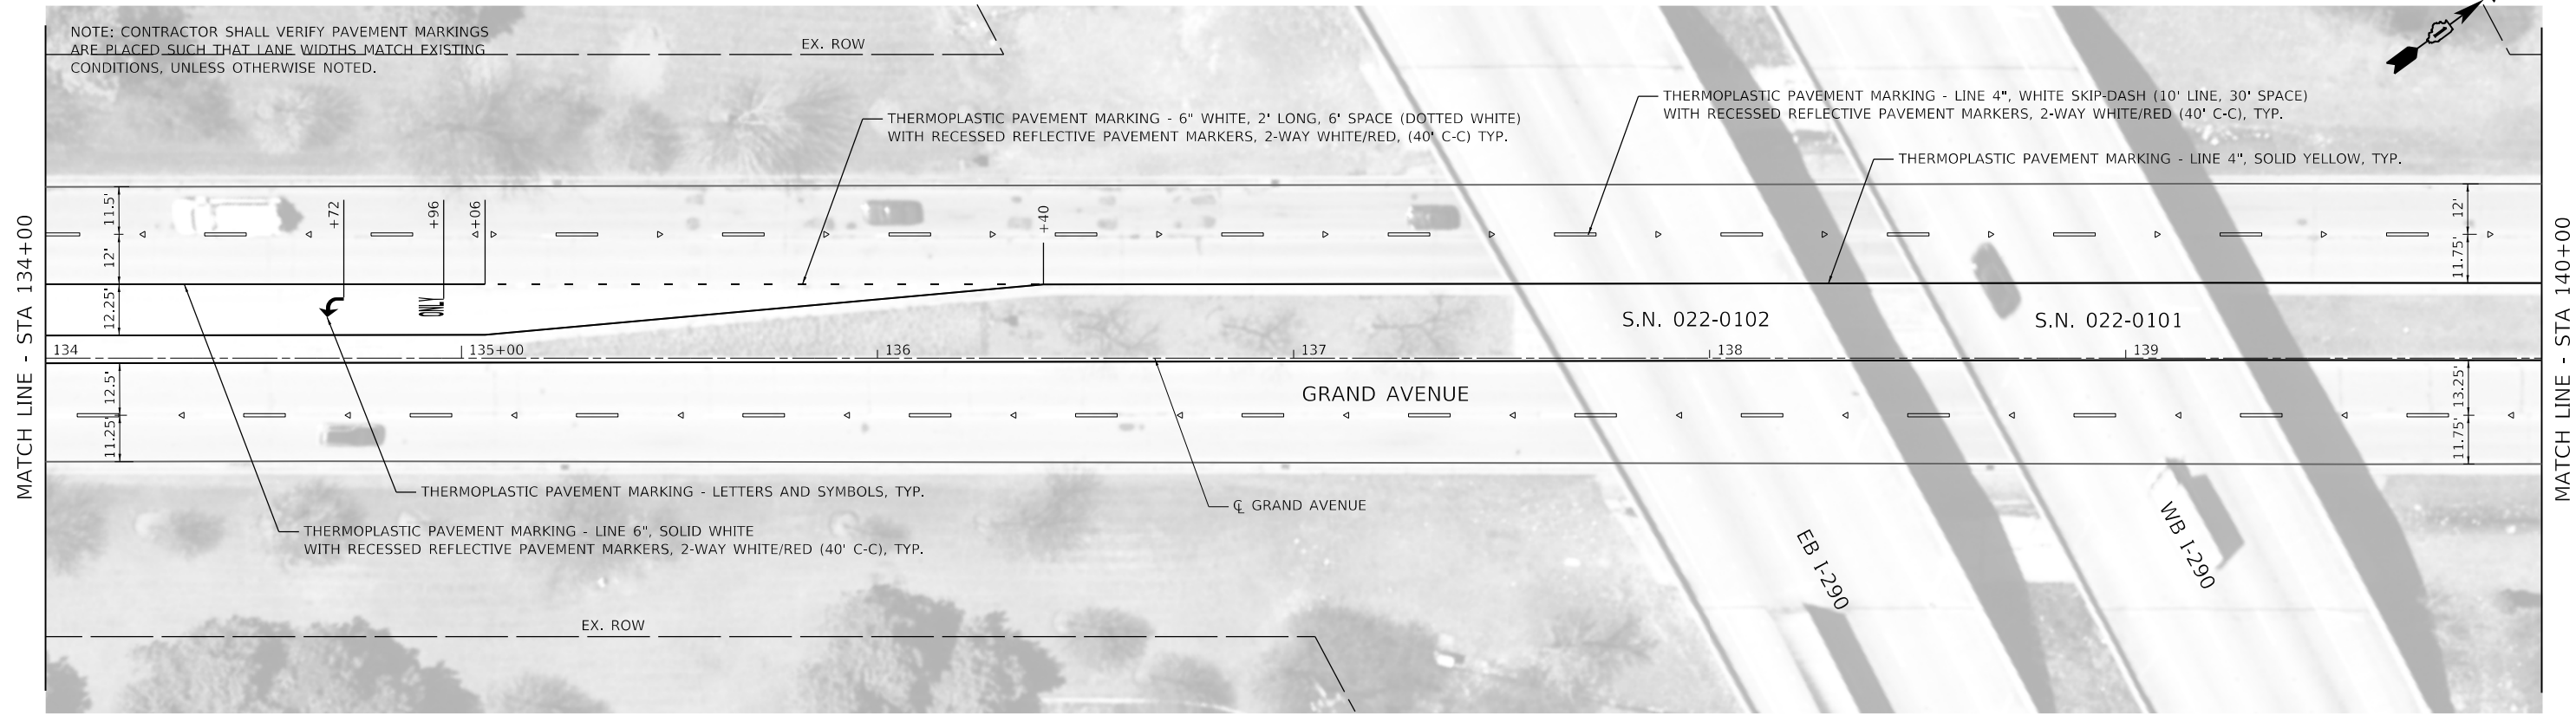 NOTE: CONTRACTOR SHALL VERIFY PAVEMENT MARKINGS
ARE PLACED SUCH THAT LANE WIDTHS MATCH EXISTING
CONDITIONS, UNLESS OTHERWISE NOTED.
EX. ROW
THERMOPLASTIC PAVEMENT MARKING - 6" WHITE, 2' LONG, 6' SPACE (DOTTED WHITE)
WITH RECESSED REFLECTIVE PAVEMENT MARKERS, 2-WAY WHITE/RED, (40' C-C) TYP.
THERMOPLASTIC PAVEMENT MARKING - LINE 4", WHITE SKIP-DASH (10' LINE, 30' SPACE)
WITH RECESSED REFLECTIVE PAVEMENT MARKERS, 2-WAY WHITE/RED (40' C-C), TYP.
THERMOPLASTIC PAVEMENT MARKING - LINE 4", SOLID YELLOW, TYP.
MATCH LINE - STA 134+00
11.5'
12'
12.25'
12.5'
11.25'
+72
+96
+06
+40
ONLY
12'
11.75'
13.25'
11.75'
MATCH LINE - STA 140+00
S.N. 022-0102
S.N. 022-0101
134
135+00
136
137
138
139
GRAND AVENUE
THERMOPLASTIC PAVEMENT MARKING - LETTERS AND SYMBOLS, TYP.
℄ GRAND AVENUE
THERMOPLASTIC PAVEMENT MARKING - LINE 6", SOLID WHITE
WITH RECESSED REFLECTIVE PAVEMENT MARKERS, 2-WAY WHITE/RED (40' C-C), TYP.
EB I-290
WB I-290
EX. ROW